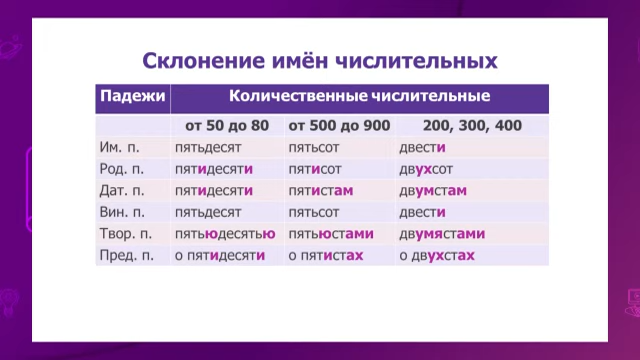 Склонение имён числительных
Падежи Количественные числительные
от 50 до 80 от 500 до 900 200, 300, 400
Им. п. пятьдесят пятьсот двести
Род. п. пятидесяти пятисот двухсот
Дат. п. пятидесяти пятистам двумстам
Вин. п. пятьдесят пятьсот двести
Твор. п. пятьюдесятью пятьюстами двумястами
Пред. п. о пятидесяти о пятистах о двухстах